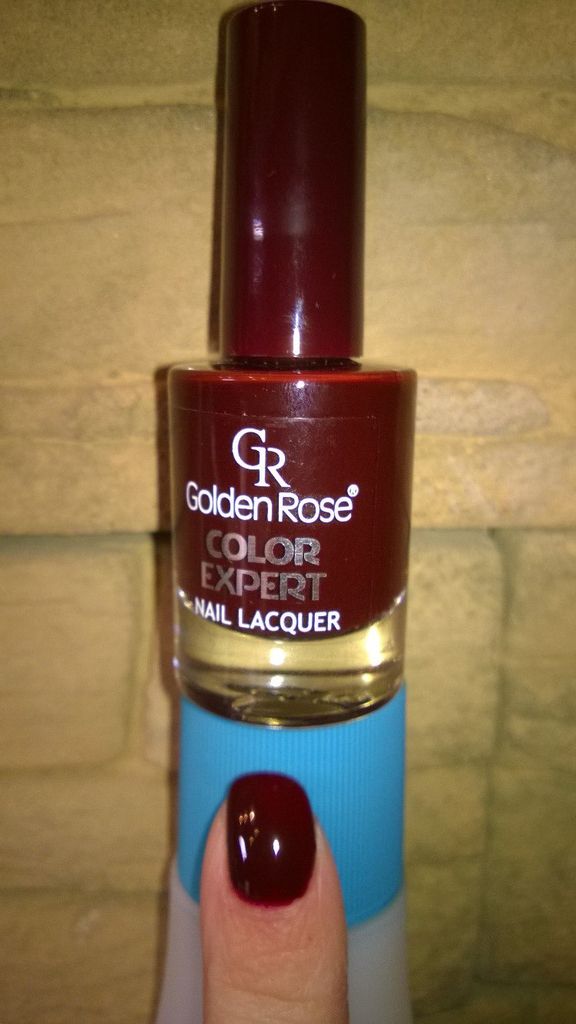 GR
Golden Rose®
COLOR
EXPERT
NAIL LACQUER